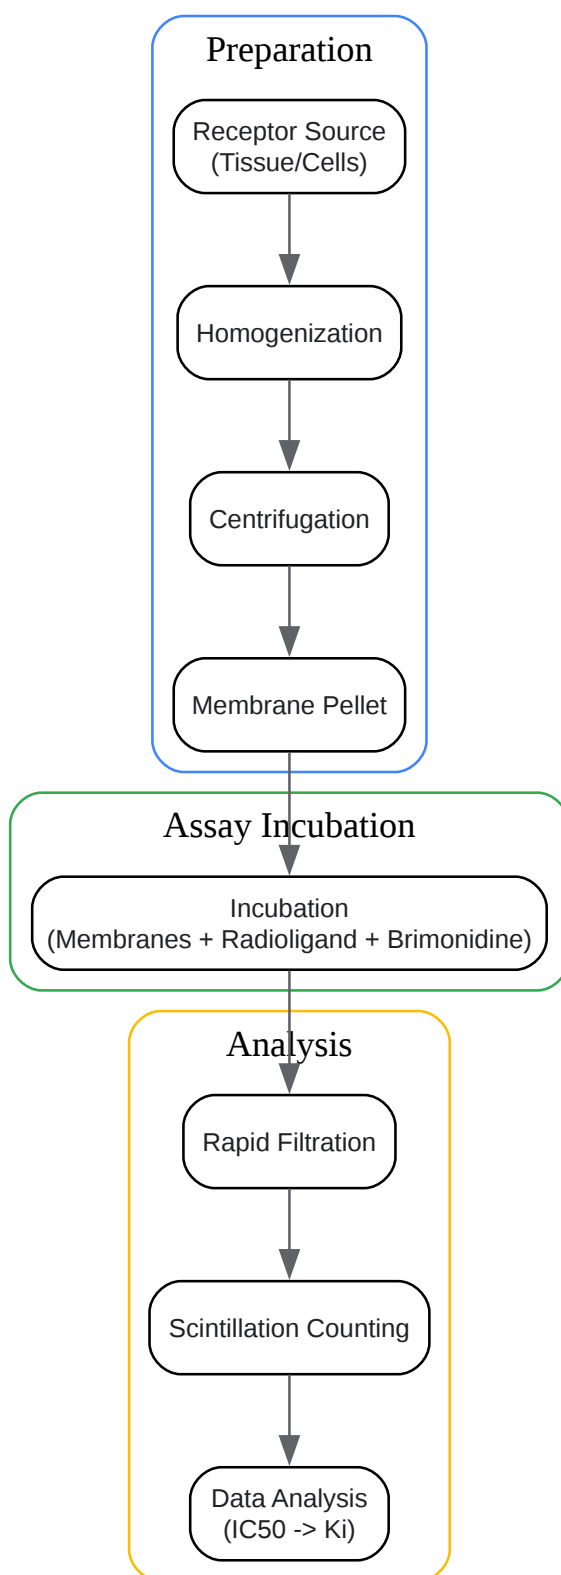 Preparation
Receptor Source
(Tissue/Cells)
Homogenization
Centrifugation
Membrane Pellet
Assay Incubation
Incubation
(Membranes + Radioligand + Brimonidine)
Analysis
Rapid Filtration
Scintillation Counting
Data Analysis
(IC50 -> Ki)